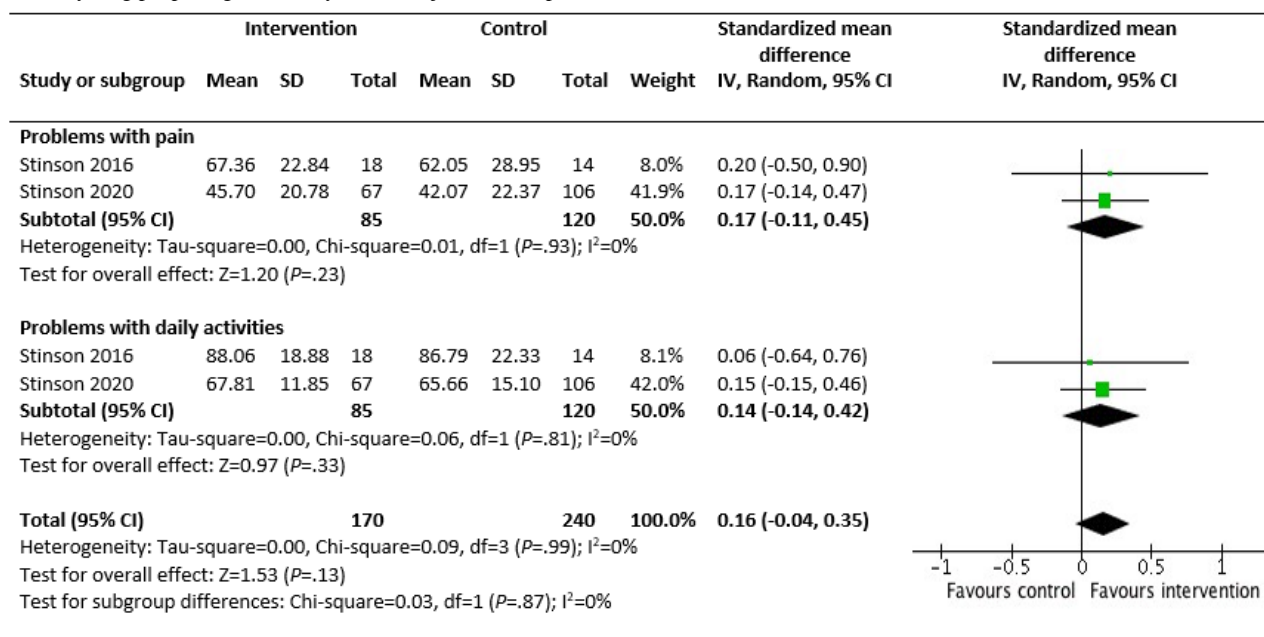 Intervention Control Standardized mean difference Standardized mean difference
Study or subgroup Mean SD Total Mean SD Total Weight IV, Random, 95% CI IV, Random, 95% CI
Problems with pain
Stinson 2016 67.36 22.84 18 62.05 28.95 14 8.0% 0.20 (-0.50, 0.90)
Stinson 2020 45.70 20.78 67 42.07 22.37 106 41.9% 0.17 (-0.14, 0.47)
Subtotal (95% CI) 85 120 50.0% 0.17 (-0.11, 0.45)
Heterogeneity: Tau-square=0.00, Chi-square=0.01, df=1 (P=.93); I²=0%
Test for overall effect: Z=1.20 (P=.23)
Problems with daily activities
Stinson 2016 88.06 18.88 18 86.79 22.33 14 8.1% 0.06 (-0.64, 0.76)
Stinson 2020 67.81 11.85 67 65.66 15.10 106 42.0% 0.15 (-0.15, 0.46)
Subtotal (95% CI) 85 120 50.0% 0.14 (-0.14, 0.42)
Heterogeneity: Tau-square=0.00, Chi-square=0.06, df=1 (P=.81); I²=0%
Test for overall effect: Z=0.97 (P=.33)
Total (95% CI) 170 240 100.0% 0.16 (-0.04, 0.35)
Heterogeneity: Tau-square=0.00, Chi-square=0.09, df=3 (P=.99); I²=0%
Test for overall effect: Z=1.53 (P=.13)
Test for subgroup differences: Chi-square=0.03, df=1 (P=.87); I²=0%
-1 -0.5 0 0.5 1
Favours control Favours intervention